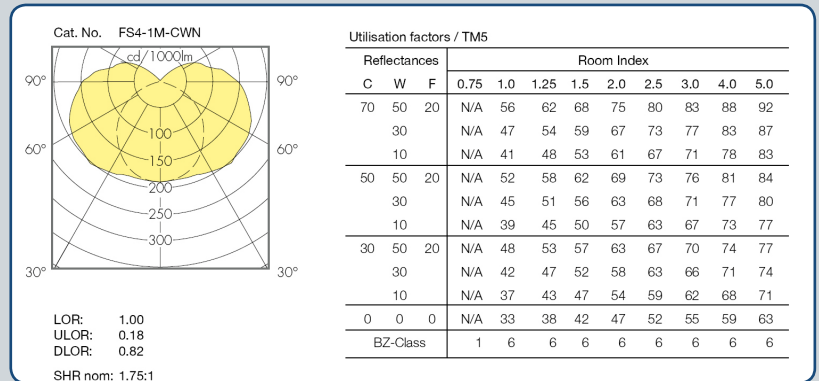 Cat. No. FS4-1M-CWN
cd/1000lm
90° 90°
60° 60°
30° 30°
100
150
200
250
300
LOR: 1.00
ULOR: 0.18
DLOR: 0.82
SHR nom: 1.75:1
Utilisation factors / TM5
Reflectances Room Index
C W F 0.75 1.0 1.25 1.5 2.0 2.5 3.0 4.0 5.0
70 50 20 N/A 56 62 68 75 80 83 88 92
30 N/A 47 54 59 67 73 77 83 87
10 N/A 41 48 53 61 67 71 78 83
50 50 20 N/A 52 58 62 69 73 76 81 84
30 N/A 45 51 56 63 68 71 77 80
10 N/A 39 45 50 57 63 67 73 77
30 50 20 N/A 48 53 57 63 67 70 74 77
30 N/A 42 47 52 58 63 66 71 74
10 N/A 37 43 47 54 59 62 68 71
0 0 0 N/A 33 38 42 47 52 55 59 63
BZ-Class 1 6 6 6 6 6 6 6 6